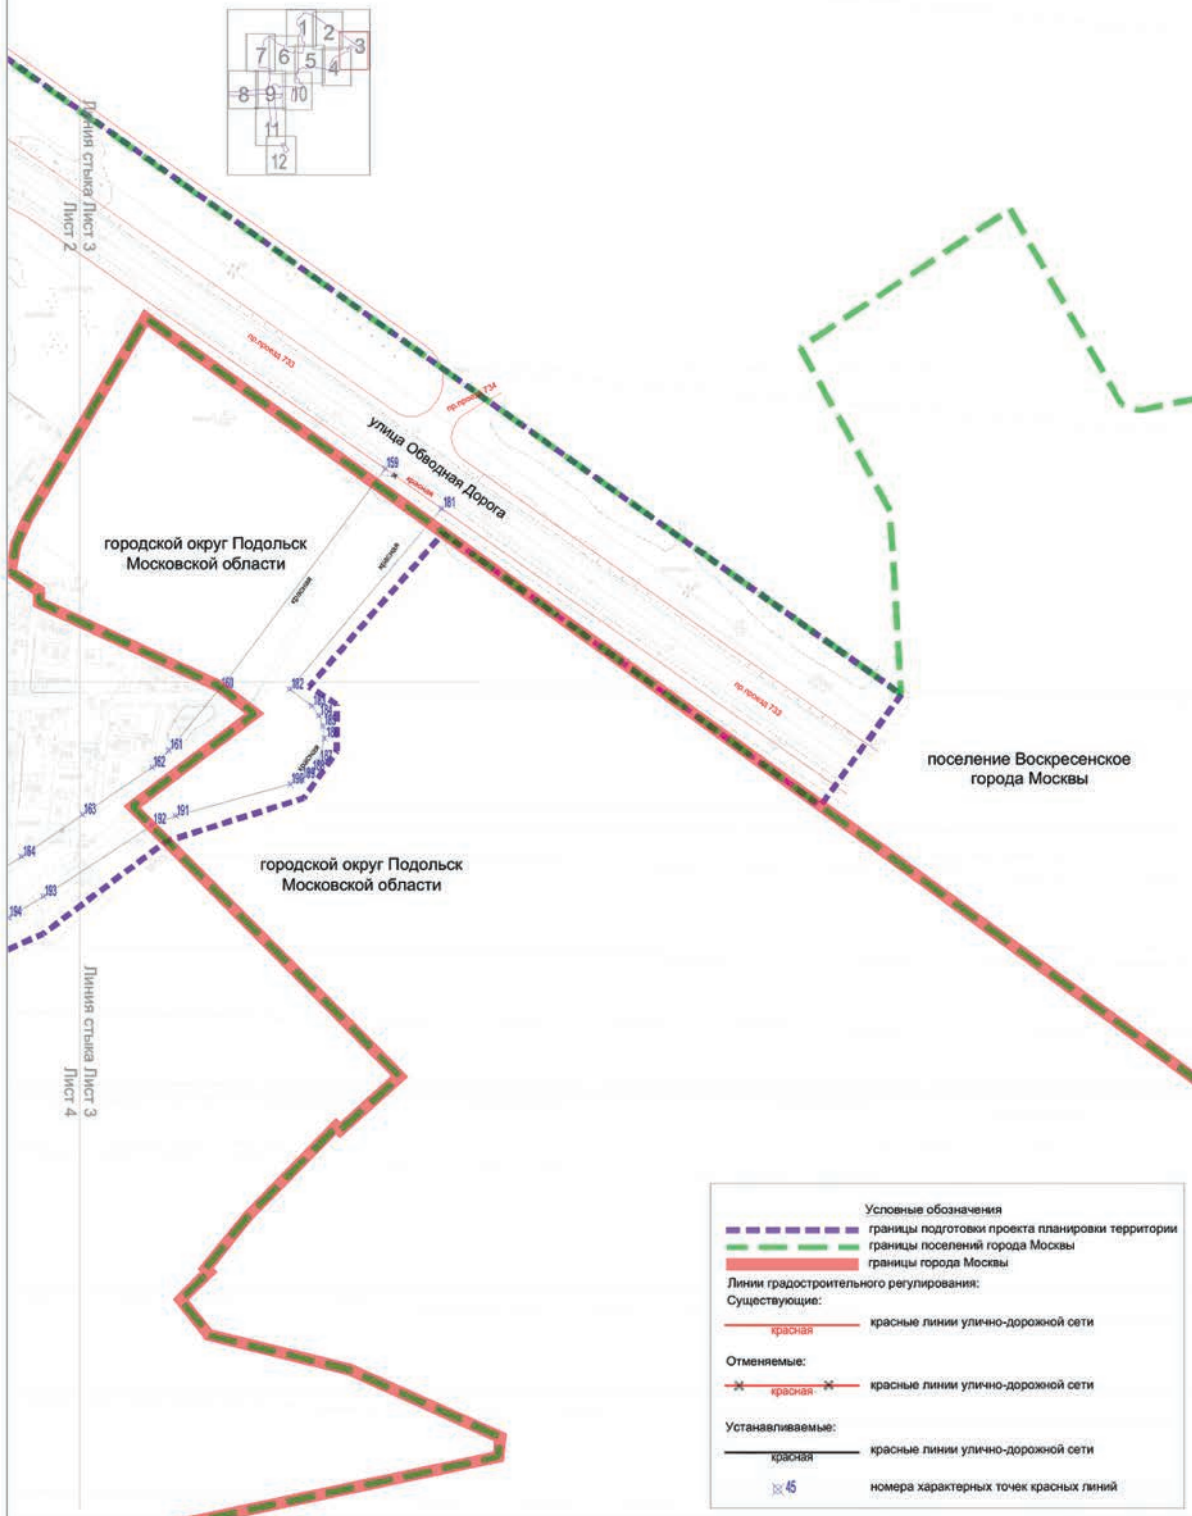 1
2
3
7
6
5
4
8
9
10
11
12
Линия стыка Лист 3
Лист 2
пр.проезд 733
пр.проезд 734
улица Обводная Дорога
159
красная
181
городской округ Подольск
Московской области
красная
красная
160
182
161
162
163
164
красная
190
192
191
193
194
пр.проезд 733
поселение Воскресенское
города Москвы
городской округ Подольск
Московской области
Линия стыка Лист 3
Лист 4
Условные обозначения
границы подготовки проекта планировки территории
границы поселений города Москвы
границы города Москвы
Линии градостроительного регулирования:
Существующие:
красная
красные линии улично-дорожной сети
Отменяемые:
красная
красные линии улично-дорожной сети
Устанавливаемые:
красная
красные линии улично-дорожной сети
45
номера характерных точек красных линий